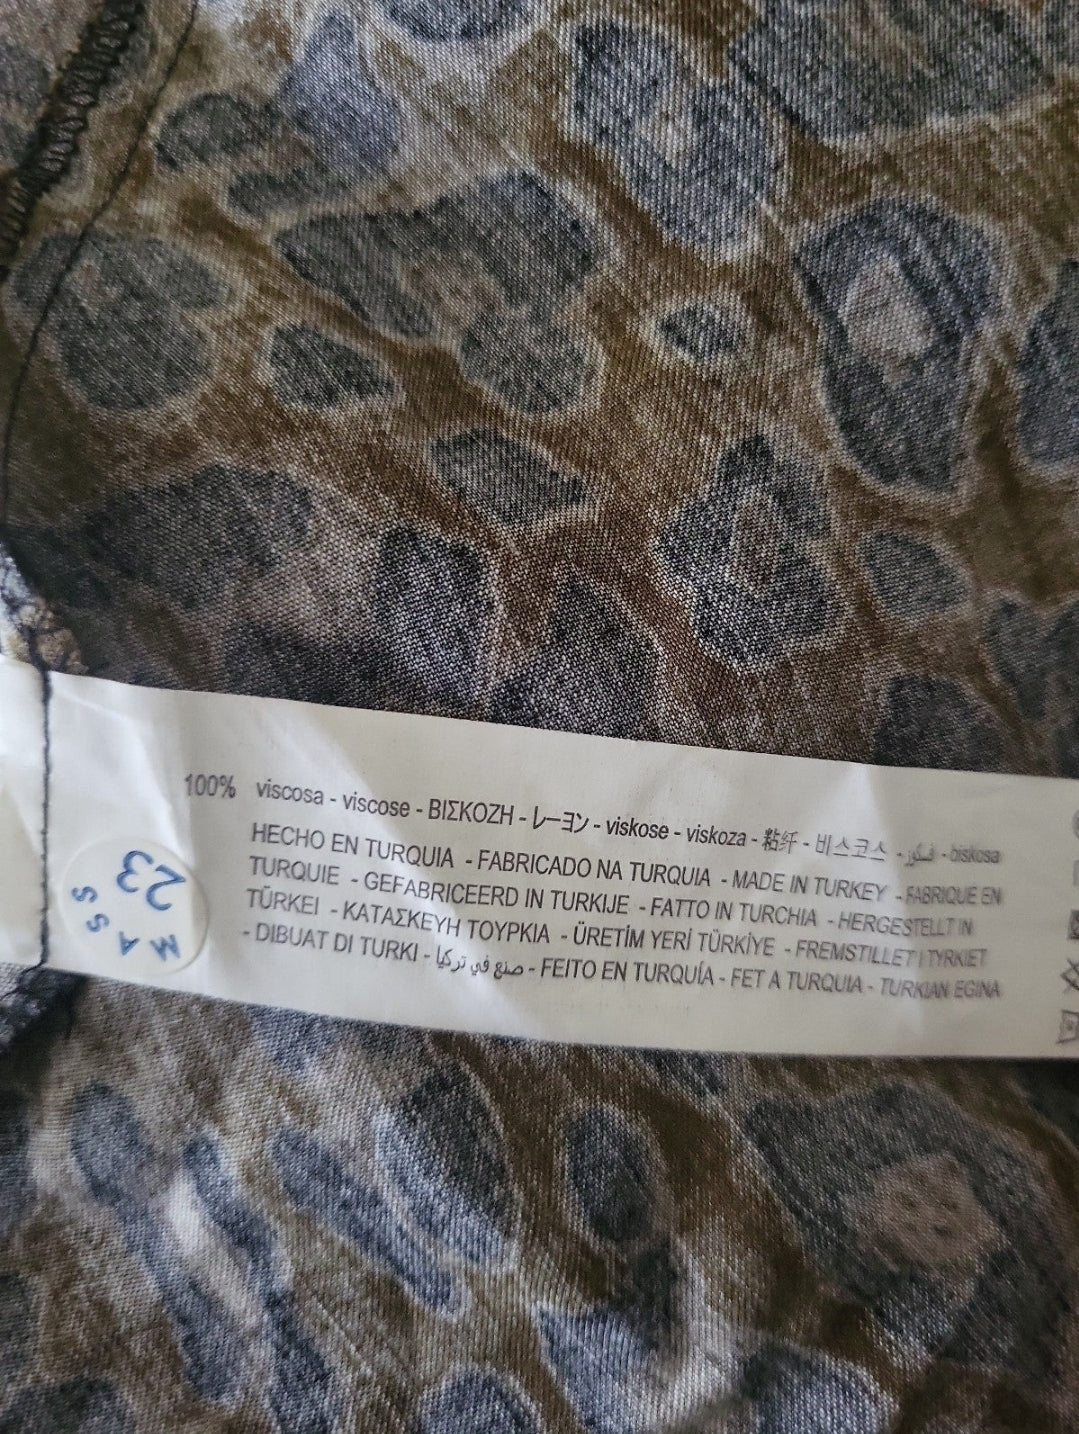 100% viscosa - viscose - ΒΙΣΚΟΖΗ - レーヨン - viskose - viskoza - 粘纤 - 비스코스 - فسكوز - biskosa
HECHO EN TURQUIA - FABRICADO NA TURQUIA - MADE IN TURKEY - FABRIQUE EN
TURQUIE - GEFABRICEERD IN TURKIJE - FATTO IN TURCHIA - HERGESTELLT IN
TÜRKEI - ΚΑΤΑΣΚΕΥΗ ΤΟΥΡΚΙΑ - ÜRETİM YERİ TÜRKİYE - FREMSTILLET I TYRKIET
- DIBUAT DI TURKI - صنع في تركيا - FEITO EN TURQUÍA - FET A TURQUIA - TURKIAN EGINA
23
M A S S